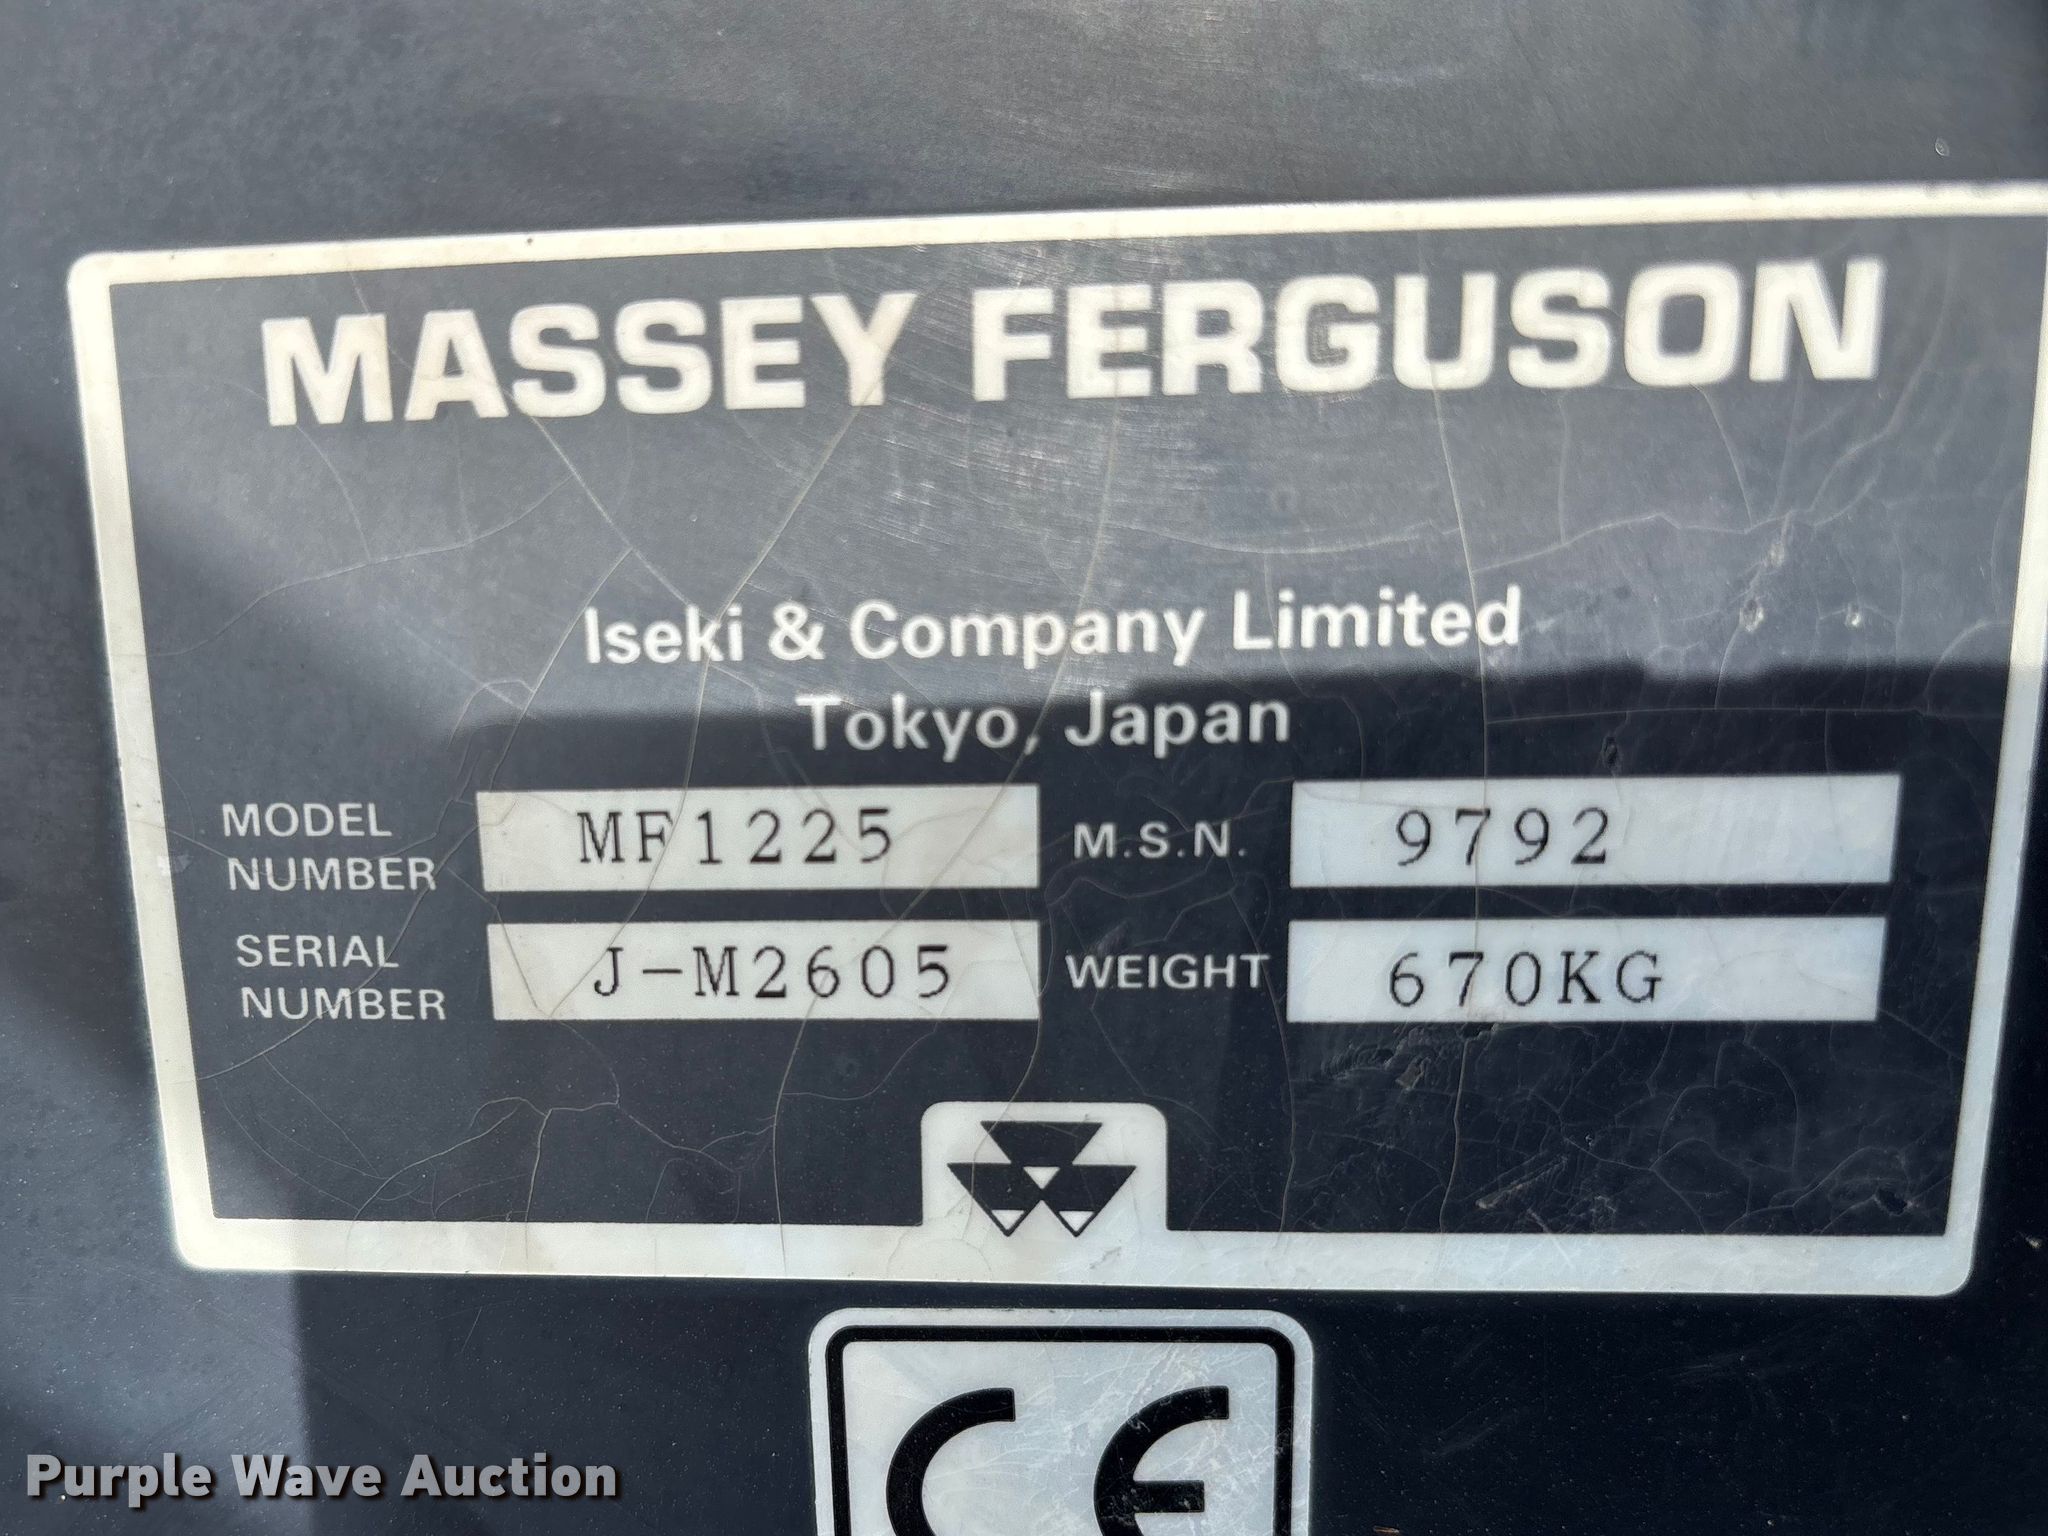 MASSEY FERGUSON
Iseki & Company Limited
Tokyo, Japan
MODEL NUMBER MF1225 M.S.N. 9792
SERIAL NUMBER J-M2605 WEIGHT 670KG
CE
Purple Wave Auction